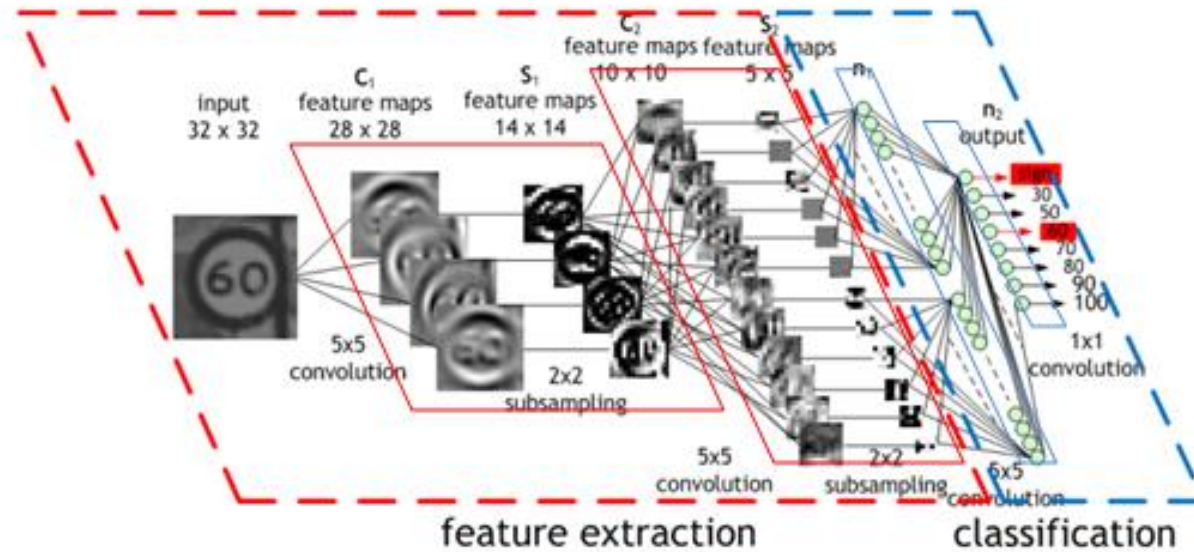 input
32 x 32
C1
feature maps
28 x 28
S1
feature maps
14 x 14
C2
feature maps
10 x 10
S2
feature maps
5 x 5
n1
n2
output
sign
30
50
60
70
80
90
100
60
5x5
convolution
2x2
subsampling
5x5
convolution
2x2
subsampling
5x5
convolution
1x1
convolution
feature extraction
classification